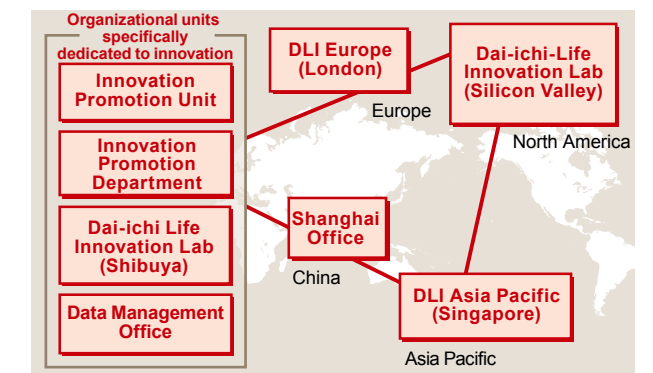 Organizational units
specifically
dedicated to innovation
Innovation
Promotion Unit
Innovation
Promotion
Department
Dai-ichi Life
Innovation Lab
(Shibuya)
Data Management
Office
DLI Europe
(London)
Europe
Dai-ichi-Life
Innovation Lab
(Silicon Valley)
North America
Shanghai
Office
China
DLI Asia Pacific
(Singapore)
Asia Pacific